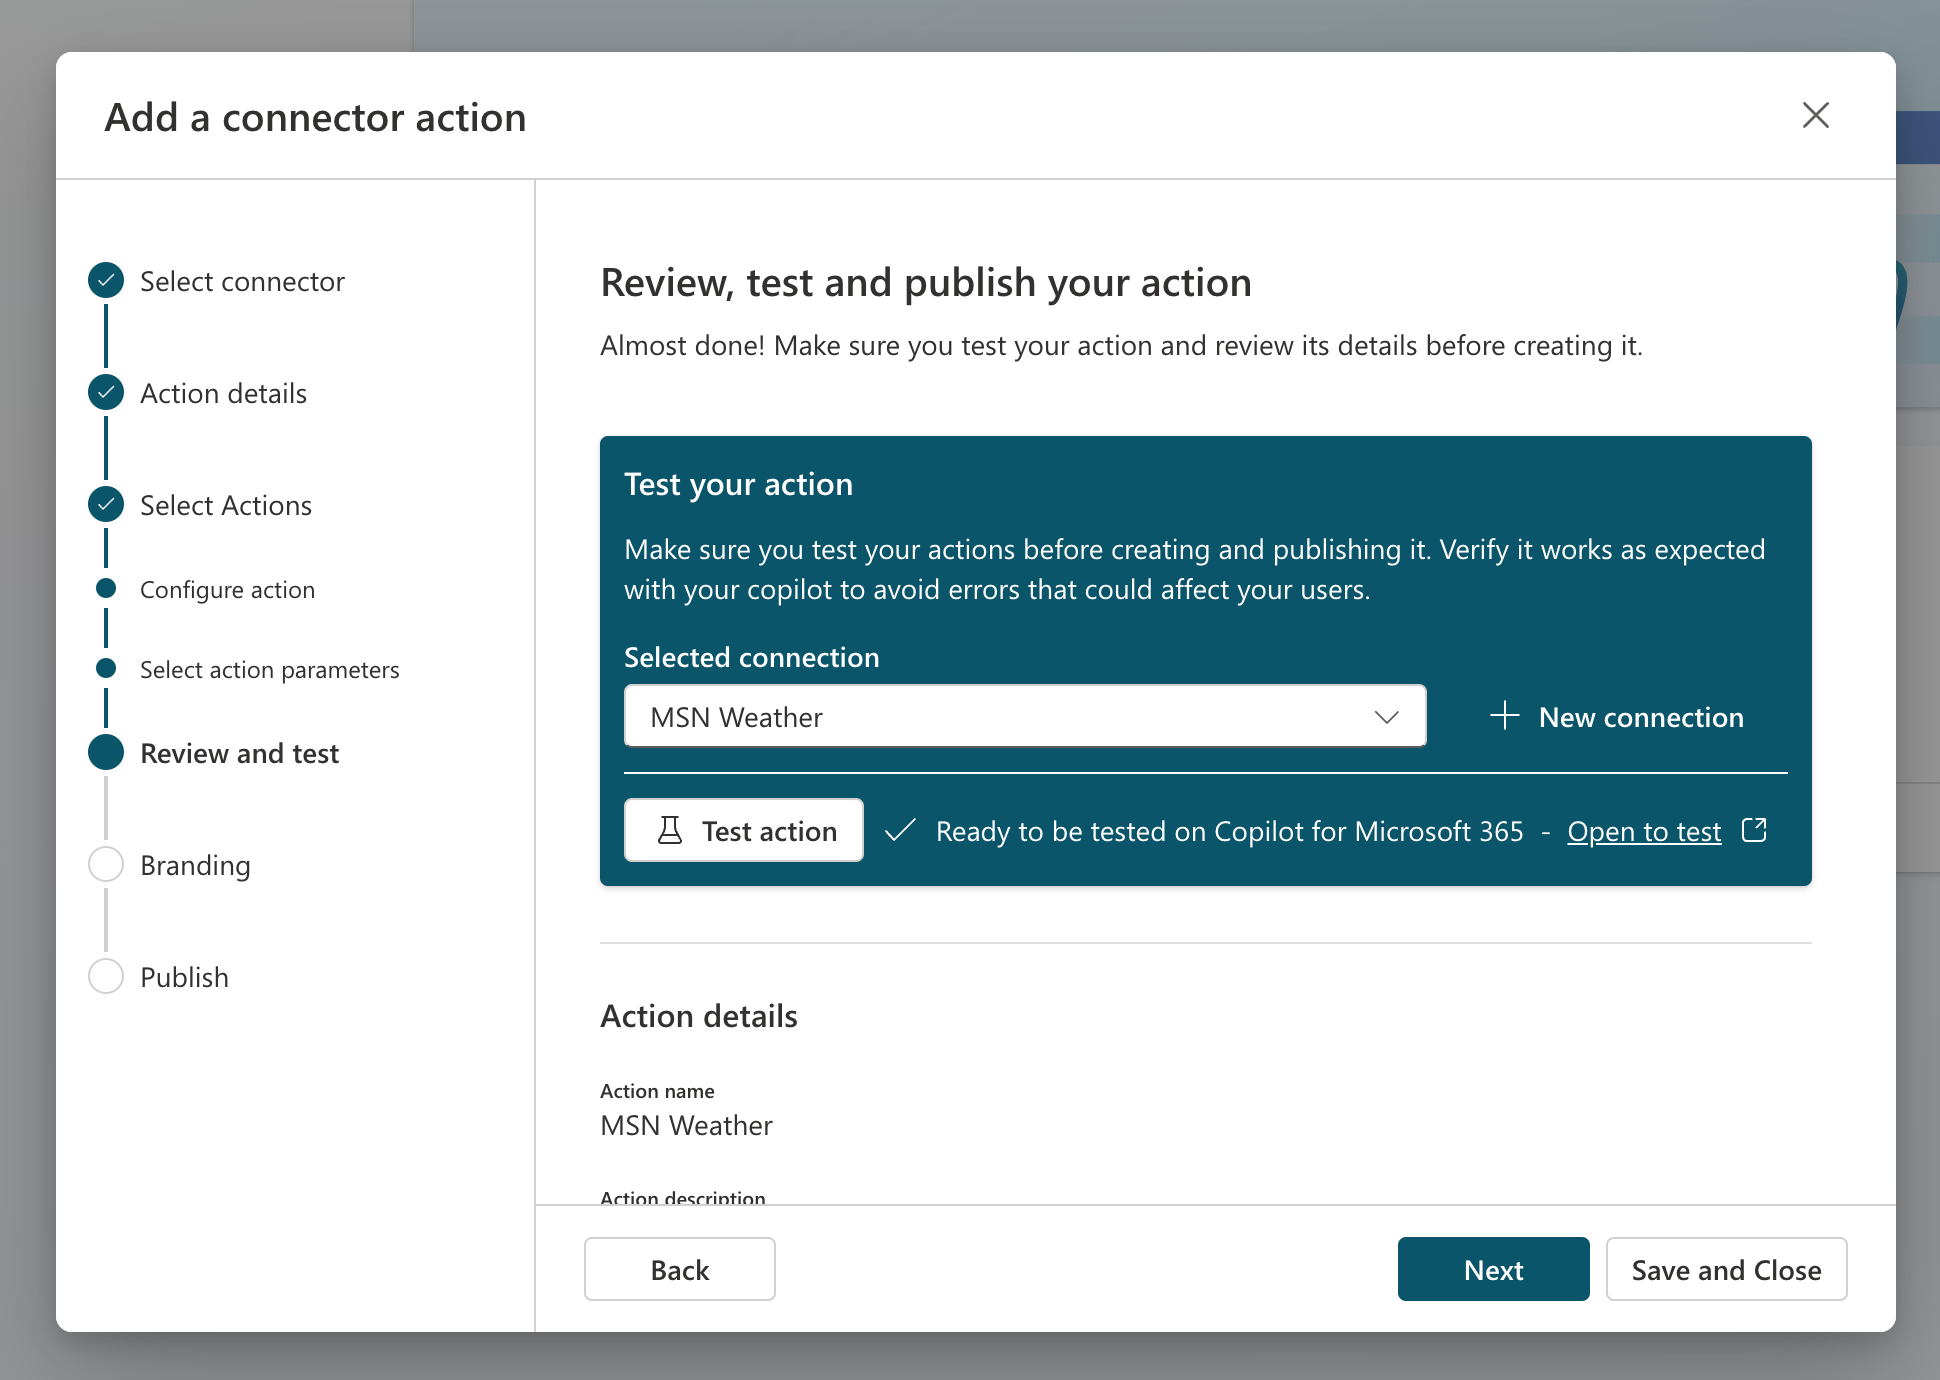 Add a connector action
Select connector
Action details
Select Actions
Configure action
Select action parameters
Review and test
Branding
Publish
Review, test and publish your action
Almost done! Make sure you test your action and review its details before creating it.
Test your action
Make sure you test your actions before creating and publishing it. Verify it works as expected
with your copilot to avoid errors that could affect your users.
Selected connection
MSN Weather
New connection
Test action
Ready to be tested on Copilot for Microsoft 365 - Open to test
Action details
Action name
MSN Weather
Action description
Back
Next
Save and Close